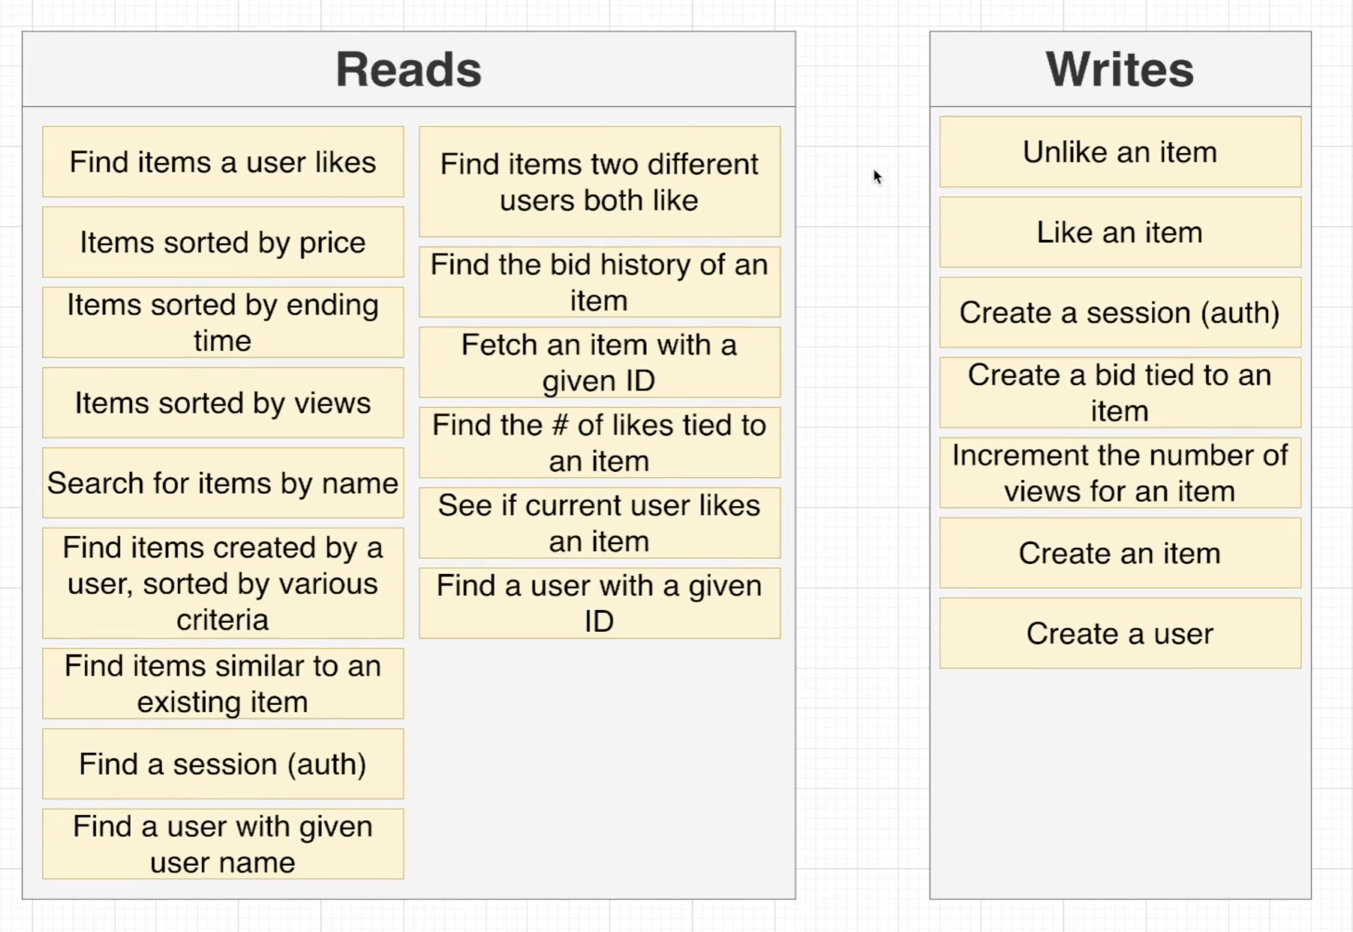 Reads
Find items a user likes
Items sorted by price
Items sorted by ending
time
Items sorted by views
Search for items by name
Find items created by a
user, sorted by various
criteria
Find items similar to an
existing item
Find a session (auth)
Find a user with given
user name
Find items two different
users both like
Find the bid history of an
item
Fetch an item with a
given ID
Find the # of likes tied to
an item
See if current user likes
an item
Find a user with a given
ID
Writes
Unlike an item
Like an item
Create a session (auth)
Create a bid tied to an
item
Increment the number of
views for an item
Create an item
Create a user